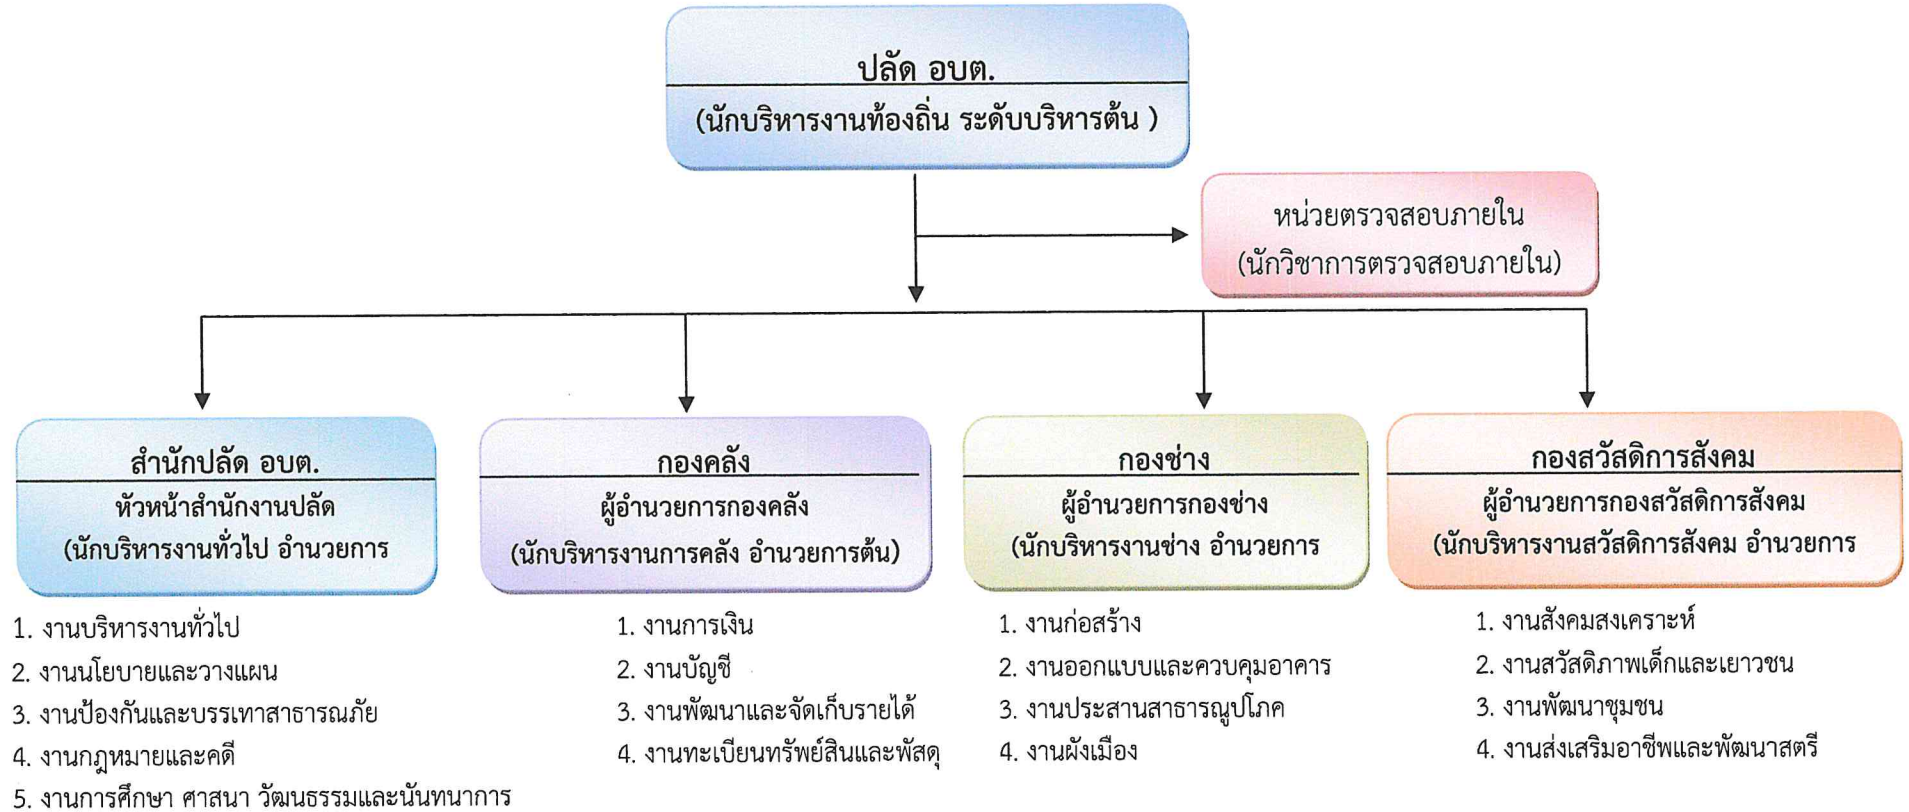 ปลัด อบต.
(นักบริหารงานท้องถิ่น ระดับบริหารต้น )
หน่วยตรวจสอบภายใน
(นักวิชาการตรวจสอบภายใน)
สำนักปลัด อบต.
หัวหน้าสำนักงานปลัด
(นักบริหารงานทั่วไป อำนวยการ
กองคลัง
ผู้อำนวยการกองคลัง
(นักบริหารงานการคลัง อำนวยการต้น)
กองช่าง
ผู้อำนวยการกองช่าง
(นักบริหารงานช่าง อำนวยการ
กองสวัสดิการสังคม
ผู้อำนวยการกองสวัสดิการสังคม
(นักบริหารงานสวัสดิการสังคม อำนวยการ
1. งานบริหารงานทั่วไป
2. งานนโยบายและวางแผน
3. งานป้องกันและบรรเทาสาธารณภัย
4. งานกฎหมายและคดี
5. งานการศึกษา ศาสนา วัฒนธรรมและนันทนาการ
1. งานการเงิน
2. งานบัญชี
3. งานพัฒนาและจัดเก็บรายได้
4. งานทะเบียนทรัพย์สินและพัสดุ
1. งานก่อสร้าง
2. งานออกแบบและควบคุมอาคาร
3. งานประสานสาธารณูปโภค
4. งานผังเมือง
1. งานสังคมสงเคราะห์
2. งานสวัสดิภาพเด็กและเยาวชน
3. งานพัฒนาชุมชน
4. งานส่งเสริมอาชีพและพัฒนาสตรี